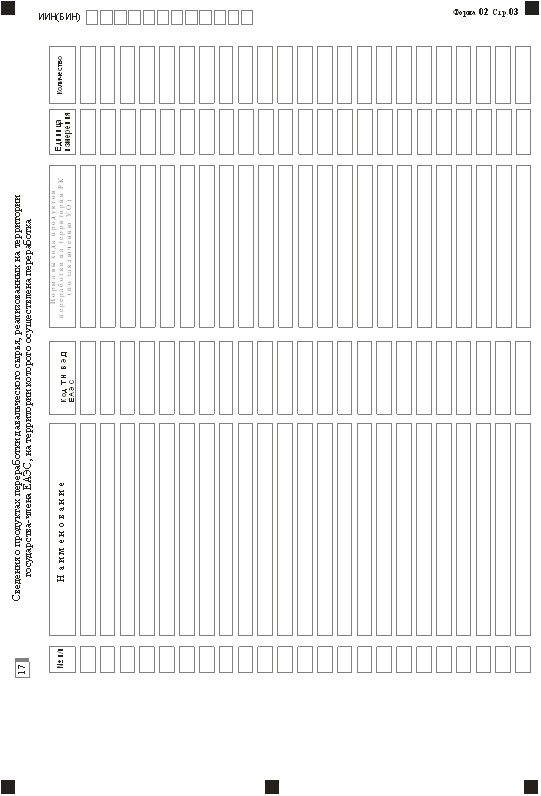 ИИН(БИН)
Форма 02 Стр.03
17
Сведения о продуктах переработки давальческого сырья, реализованных на территории
государства-члена ЕАЭС, на территории которого осуществлена переработка
№ п/п
Наименование
Код ТН ВЭД
ЕАЭС
Норма выхода продуктов
переработки на территории РК
(по заключению УО)
Единица
измерения
Количество